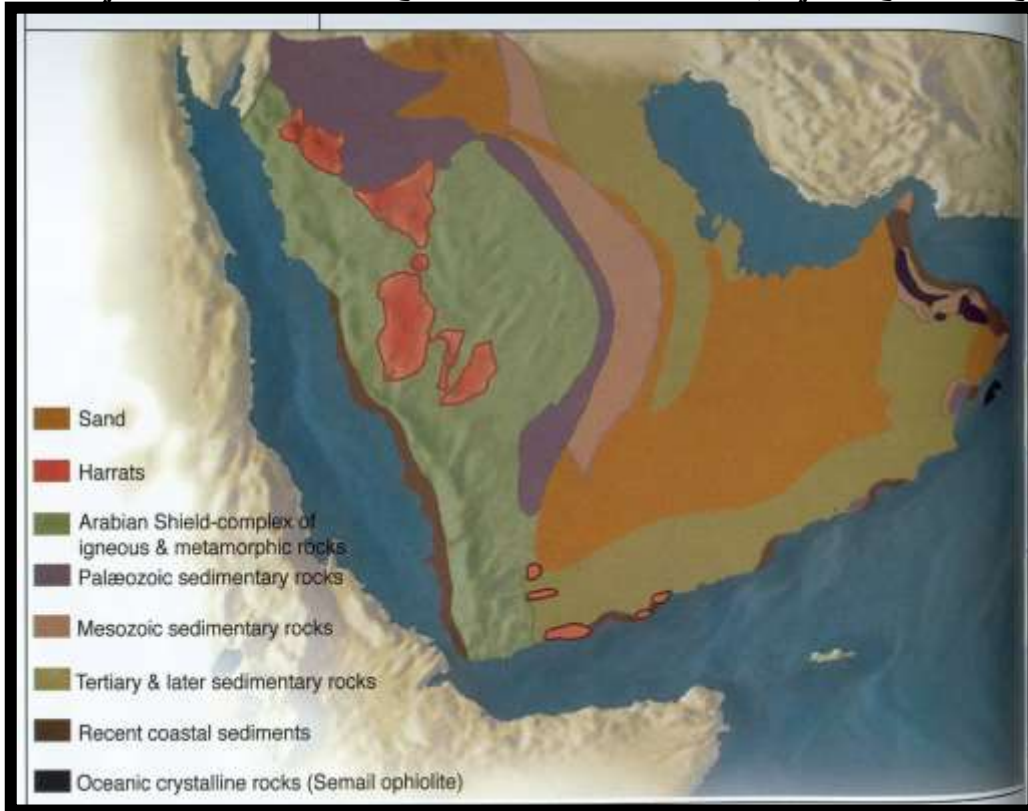 Sand
Harrats
Arabian Shield-complex of
igneous & metamorphic rocks
Palæozoic sedimentary rocks
Mesozoic sedimentary rocks
Tertiary & later sedimentary rocks
Recent coastal sediments
Oceanic crystalline rocks (Semail ophiolite)